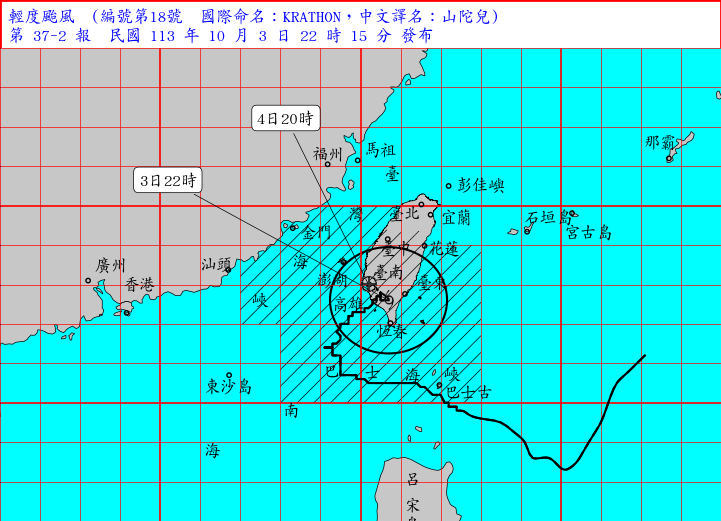 輕度颱風 (編號第18號 國際命名:KRATHON,中文譯名:山陀兒)
第 37-2 報 民國 113 年 10 月 3 日 22 時 15 分 發布
4日20時
3日22時
福州
馬祖
那霸
臺
彭佳嶼
灣
臺北
宜蘭
石垣島
宮古島
金門
臺中
花蓮
海
廣州
汕頭
澎湖
臺南
臺東
香港
峽
高雄
恆春
巴
士
海
峽
東沙島
巴士古
南
海
呂
宋
島